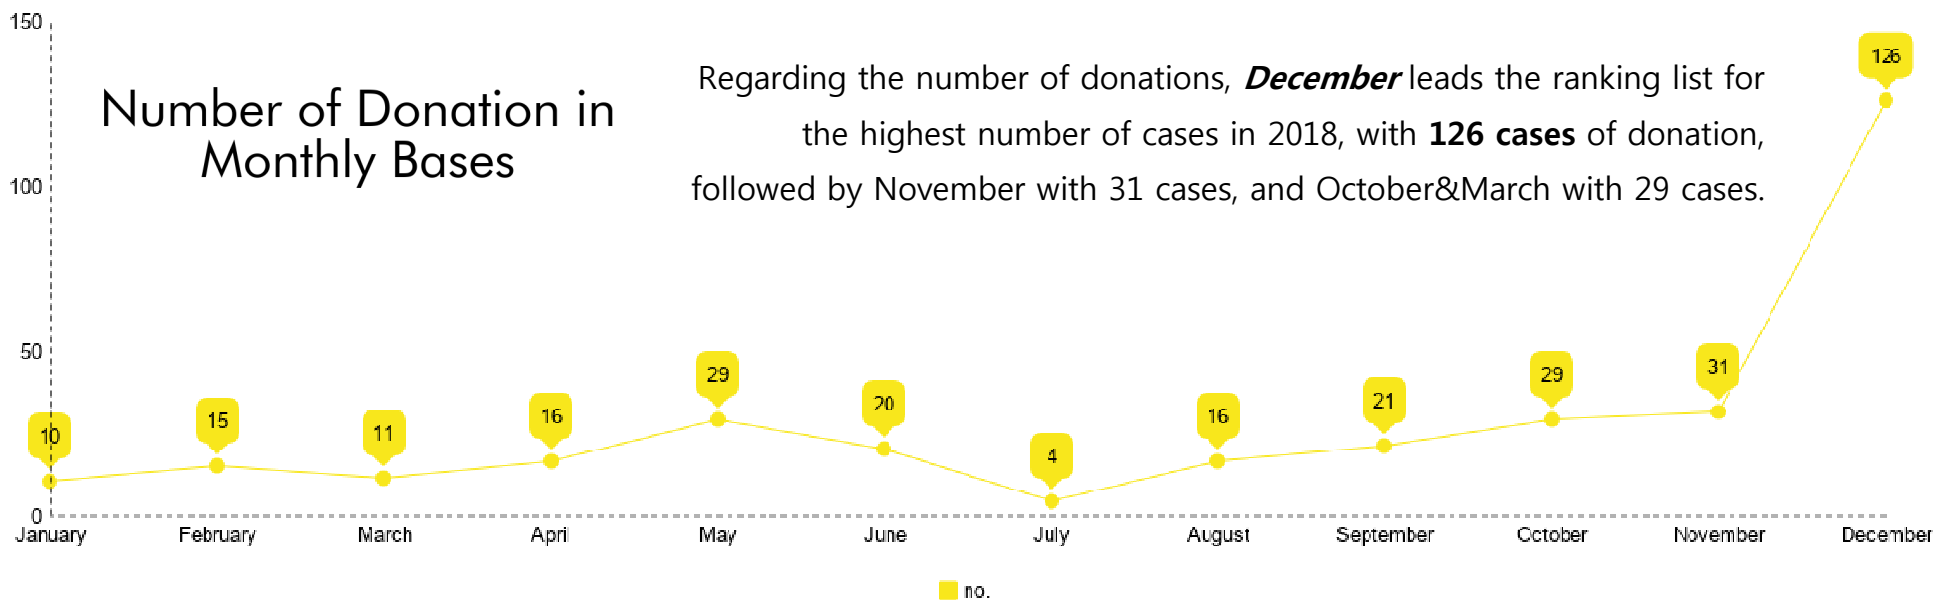 150
Number of Donation in
Monthly Bases
Regarding the number of donations, December leads the ranking list for
the highest number of cases in 2018, with 126 cases of donation,
followed by November with 31 cases, and October&March with 29 cases.
126
100
50
10
15
11
16
29
20
4
16
21
29
31
0
January February March April May June July August September October November December
no.